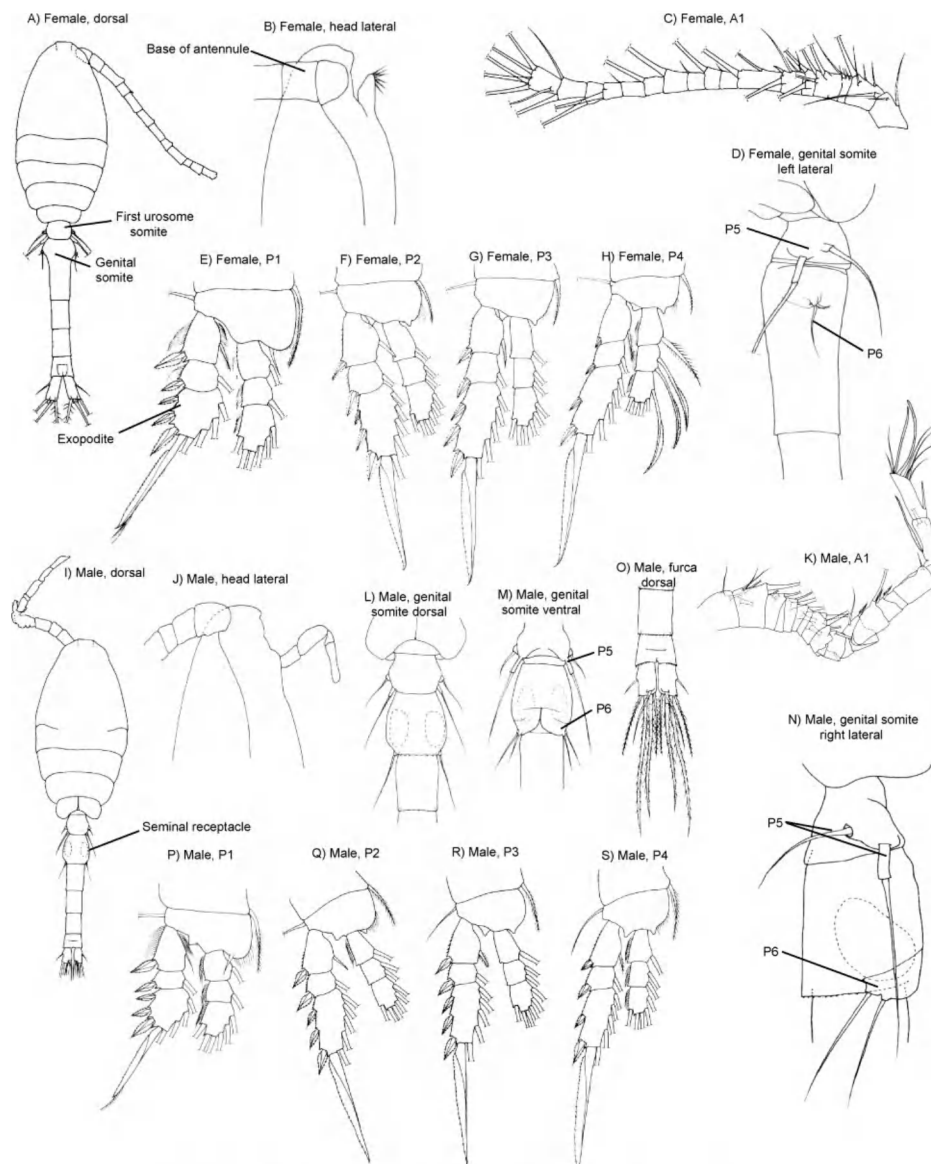 A) Female, dorsal
B) Female, head lateral
Base of antennule
C) Female, A1
D) Female, genital somite
left lateral
P5
P6
First urosome
somite
Genital
somite
E) Female, P1
F) Female, P2
G) Female, P3
H) Female, P4
Exopodite
I) Male, dorsal
J) Male, head lateral
K) Male, A1
L) Male, genital
somite dorsal
M) Male, genital
somite ventral
P5
P6
O) Male, furca
dorsal
N) Male, genital somite
right lateral
P5
P6
Seminal receptacle
P) Male, P1
Q) Male, P2
R) Male, P3
S) Male, P4